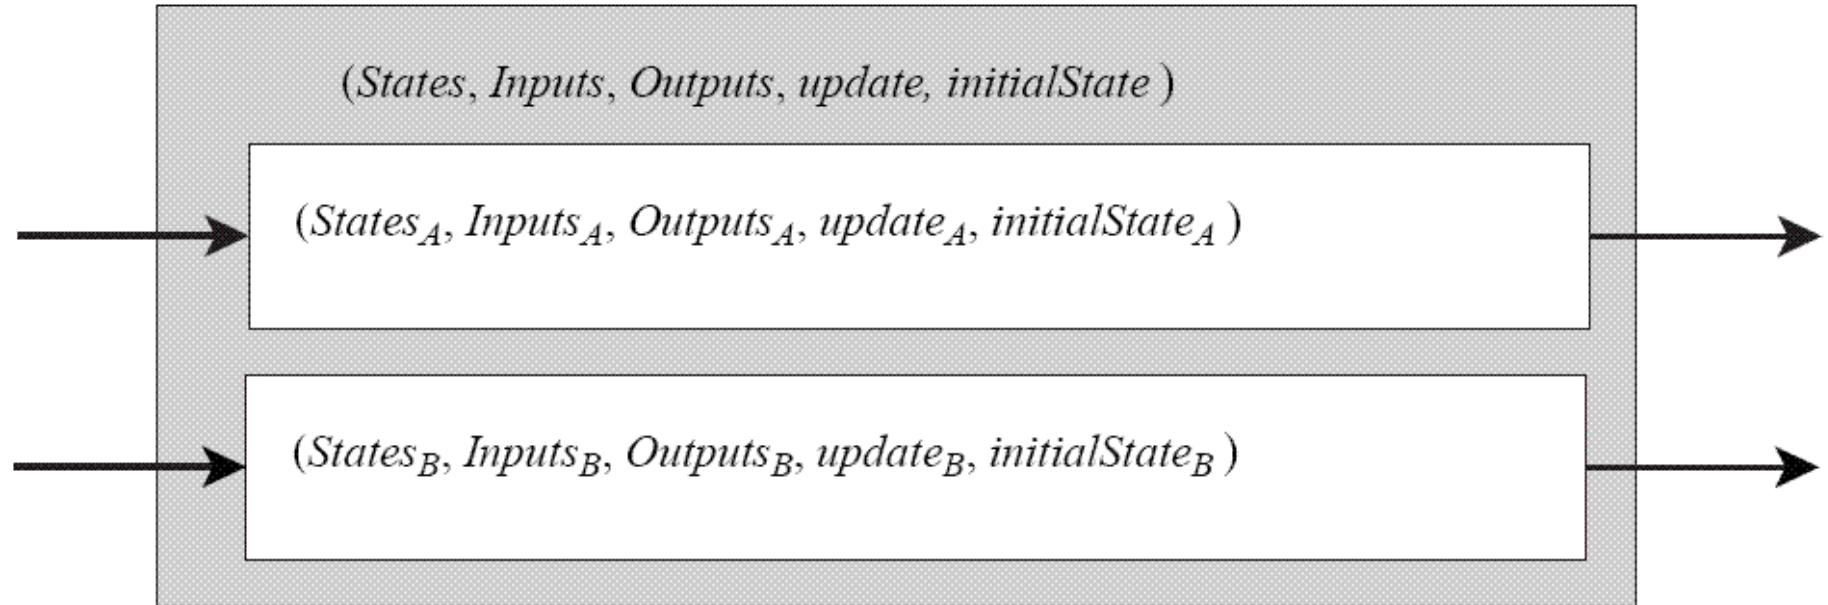 (States, Inputs, Outputs, update, initialState )
(States_A, Inputs_A, Outputs_A, update_A, initialState_A )
(States_B, Inputs_B, Outputs_B, update_B, initialState_B )